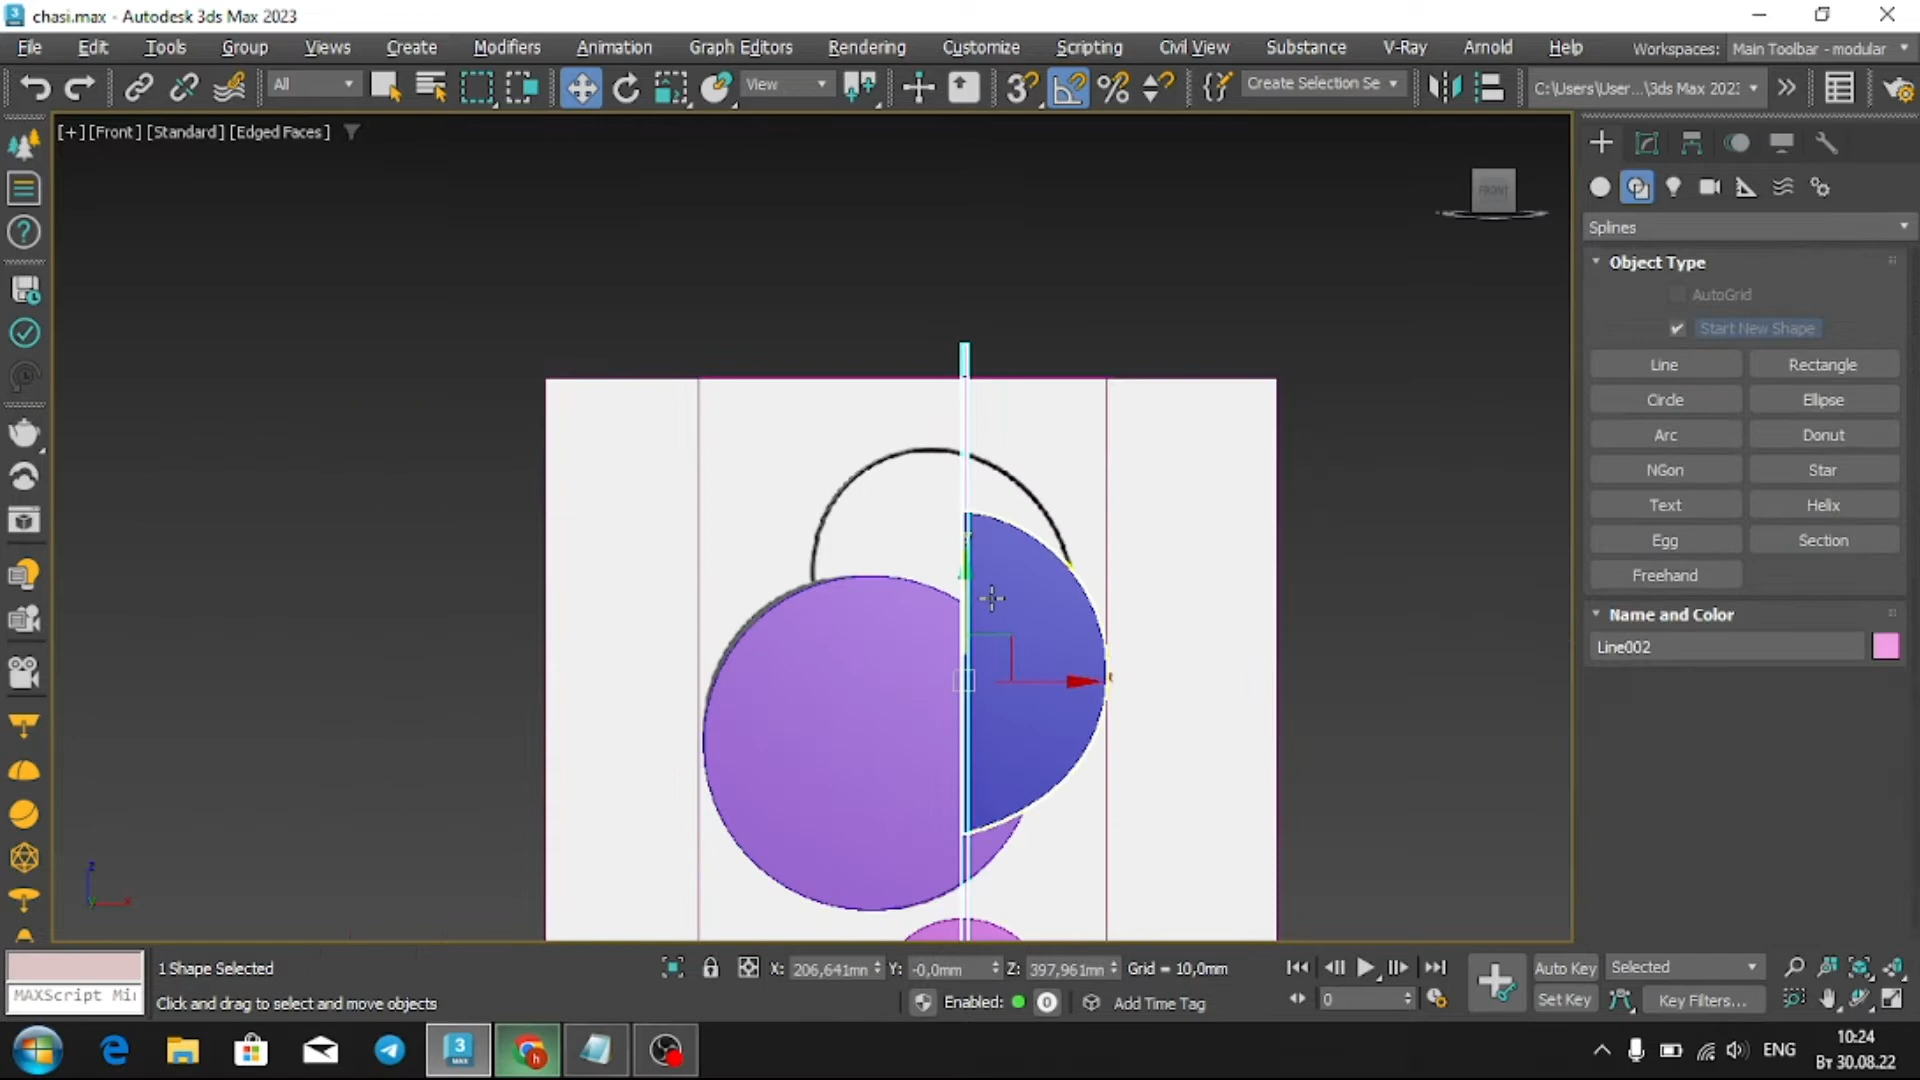 chasi.max - Autodesk 3ds Max 2023
File Edit Tools Group Views Create Modifiers Animation Graph Editors Rendering Customize Scripting Civil View Substance V-Ray Arnold Help Workspaces: Main Toolbar - modular
All View Create Selection Se C:\Users\User...\3ds Max 202
[+] [Front] [Standard] [Edged Faces]
FRONT
Splines
Object Type
AutoGrid
Start New Shape
Line Rectangle
Circle Ellipse
Arc Donut
NGon Star
Text Helix
Egg Section
Freehand
Name and Color
Line002
z
x
1 Shape Selected
X: 206,641mm Y: -0,0mm Z: 397,961mm Grid = 10,0mm
Auto Key Selected
MAXScript Mi
Click and drag to select and move objects
Enabled: 0 Add Time Tag
0
Set Key Key Filters...
3
MAX
h
ENG
10:24
Вт 30.08.22